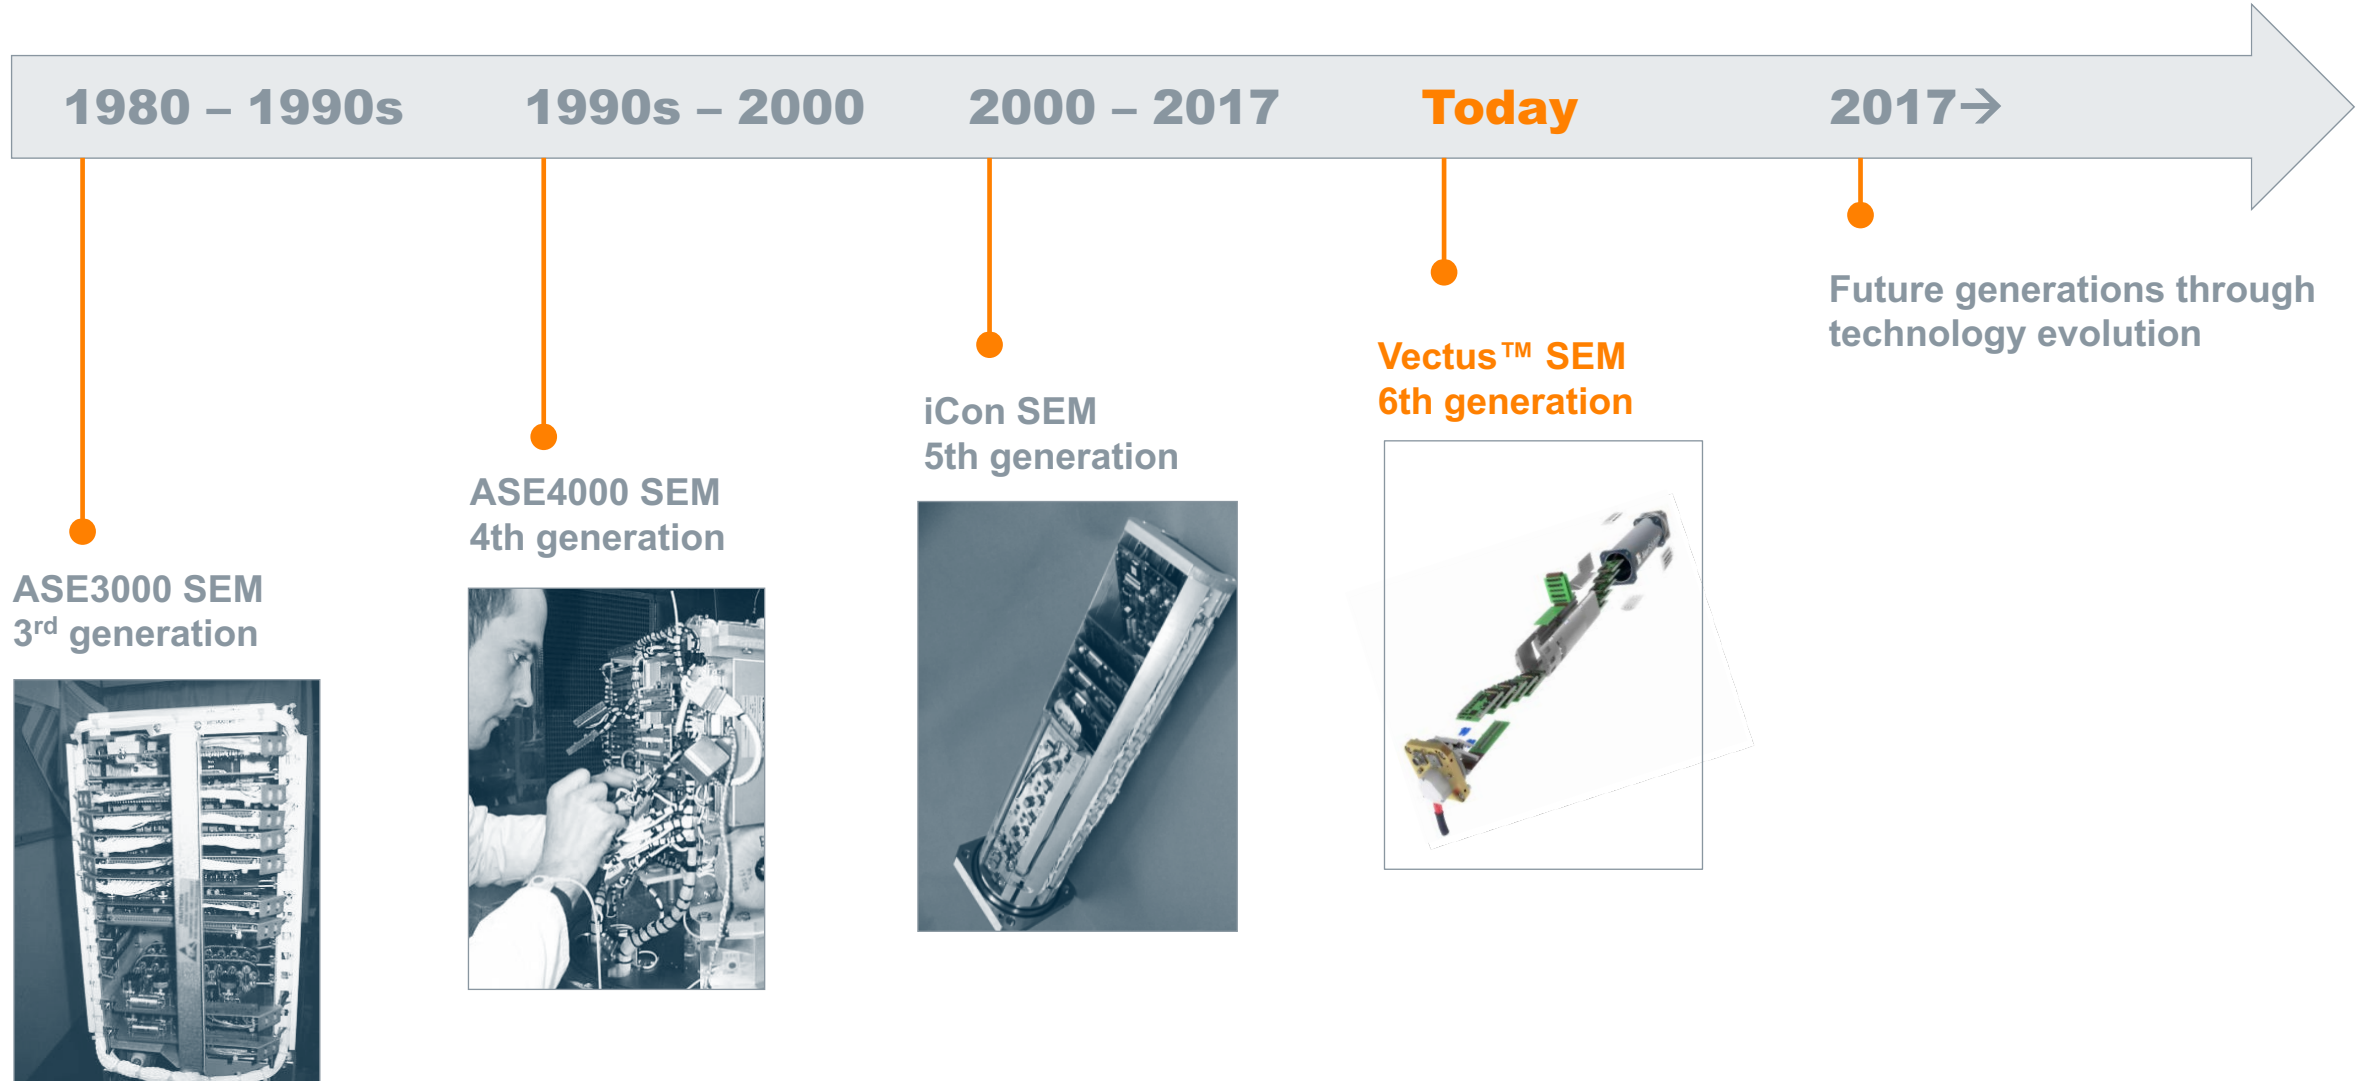 1980 – 1990s
1990s – 2000
2000 – 2017
Today
2017→
ASE3000 SEM
3rd generation
ASE4000 SEM
4th generation
iCon SEM
5th generation
Vectus™ SEM
6th generation
Future generations through
technology evolution